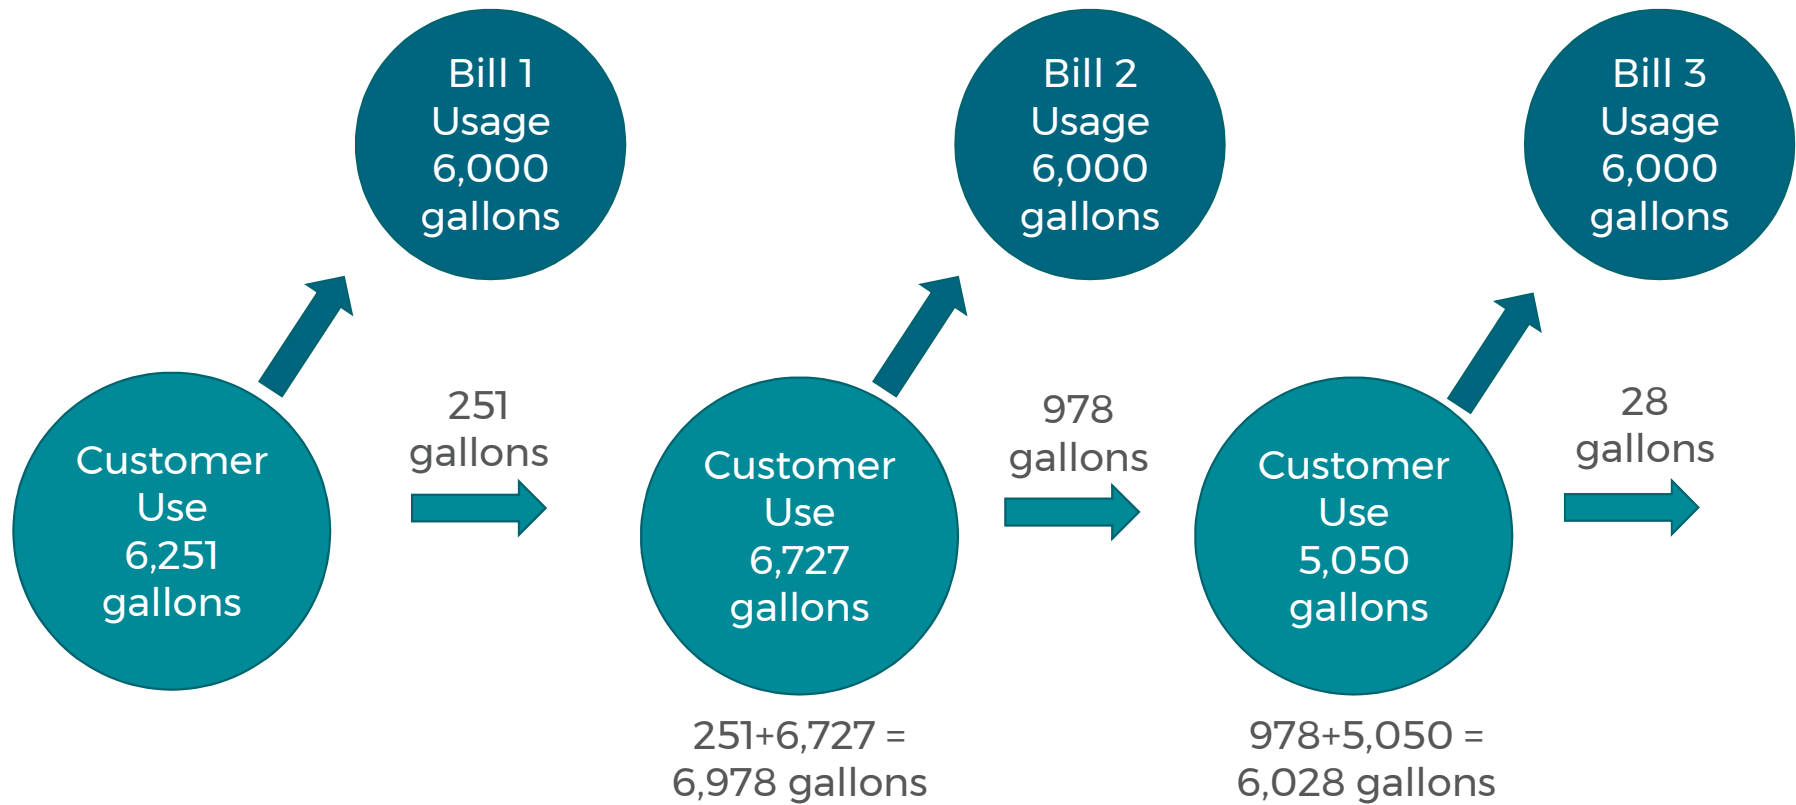 Bill 1
Usage
6,000
gallons
Bill 2
Usage
6,000
gallons
Bill 3
Usage
6,000
gallons
Customer
Use
6,251
gallons
251
gallons
Customer
Use
6,727
gallons
978
gallons
Customer
Use
5,050
gallons
28
gallons
251+6,727 =
6,978 gallons
978+5,050 =
6,028 gallons